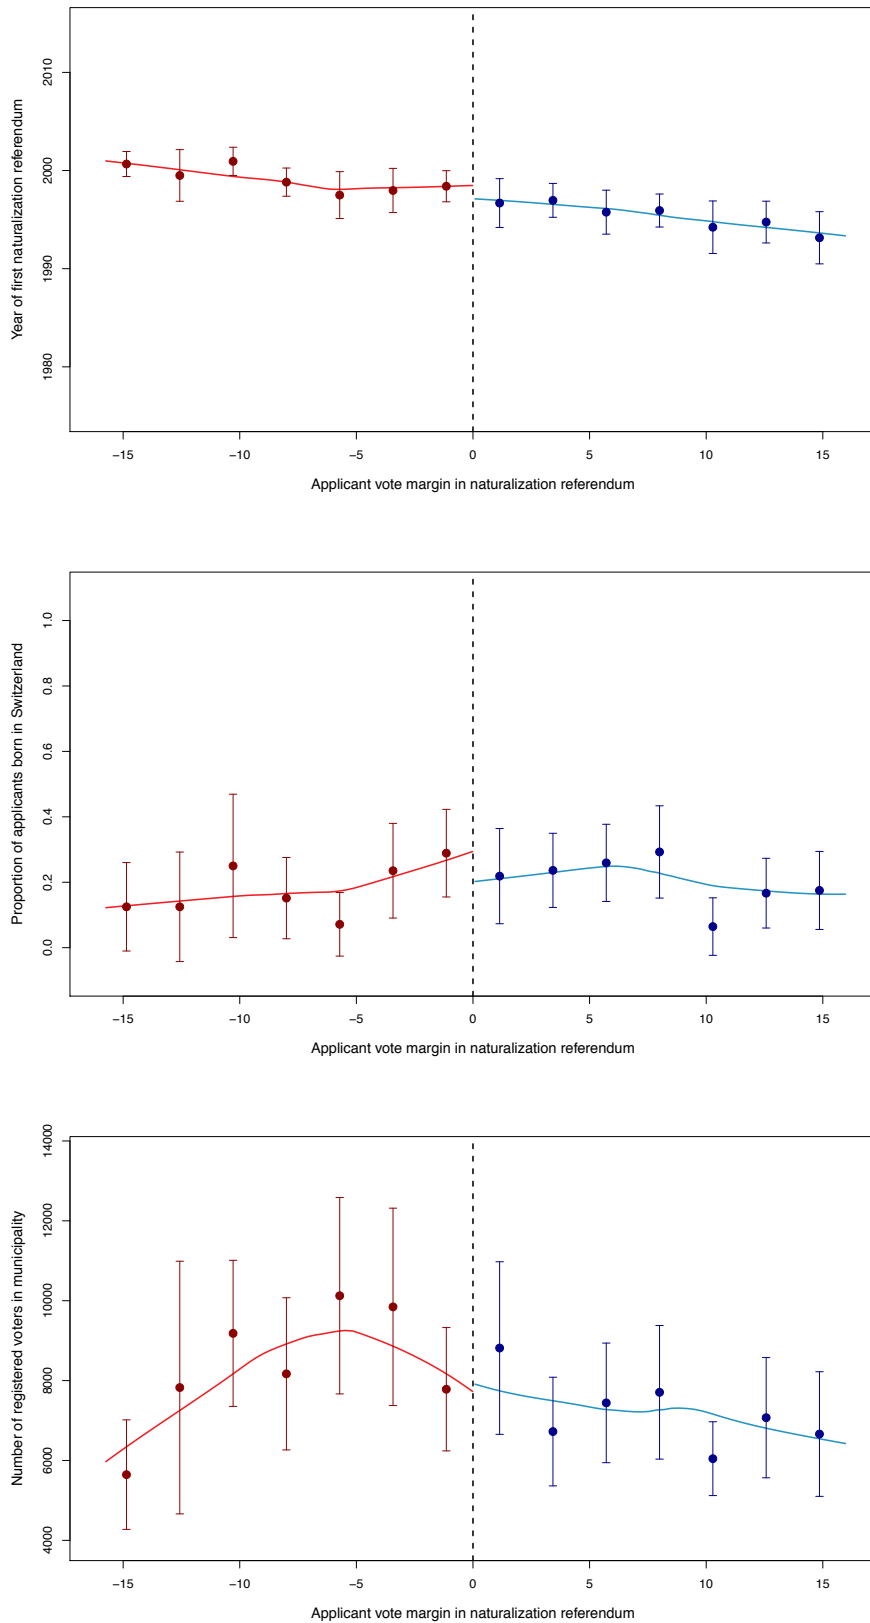 Year of first naturalization referendum
2010
2000
1990
1980
−15 −10 −5 0 5 10 15
Applicant vote margin in naturalization referendum
Proportion of applicants born in Switzerland
1.0
0.8
0.6
0.4
0.2
0.0
−15 −10 −5 0 5 10 15
Applicant vote margin in naturalization referendum
Number of registered voters in municipality
14000
12000
10000
8000
6000
4000
−15 −10 −5 0 5 10 15
Applicant vote margin in naturalization referendum